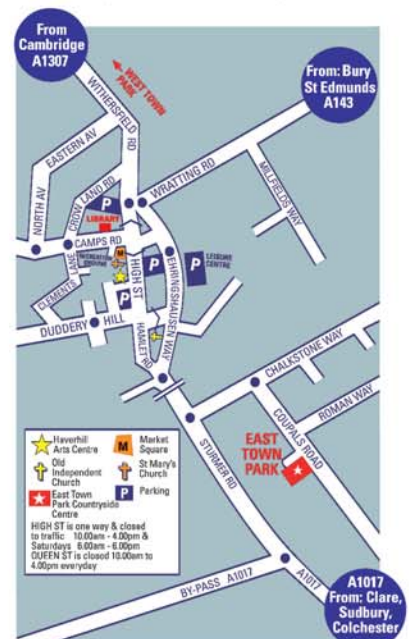 From
Cambridge
A1307
WEST TOWN
PARK
From: Bury
St Edmunds
A143
WITHERSFIELD
RD
EASTERN AV
NORTH AV
CROWLAND RD
WRATTING RD
MILLFIELDS WAY
P
LIBRARY
CAMPS RD
M
RECREATION
GROUND
CLEMENTS
LANE
HIGH ST
P
P
LEISURE
CENTRE
EHRINGSHAUSEN WAY
P
DUDDERY
HILL
HAMLET RD
CHALKSTONE WAY
ROMAN WAY
COUPALS ROAD
EAST
TOWN
PARK
STURMER RD
Haverhill
Arts Centre
Market
Square
Old
Independent
Church
St Mary's
Church
East Town
Park Countryside
Centre
P
Parking
M
HIGH ST is one way & closed
to traffic 10.00am - 4.00pm &
Saturdays 6.00am - 6.00pm
QUEEN ST is closed 10.00am to
4.00pm everyday
BY-PASS A1017
A1017
A1017
From: Clare,
Sudbury,
Colchester